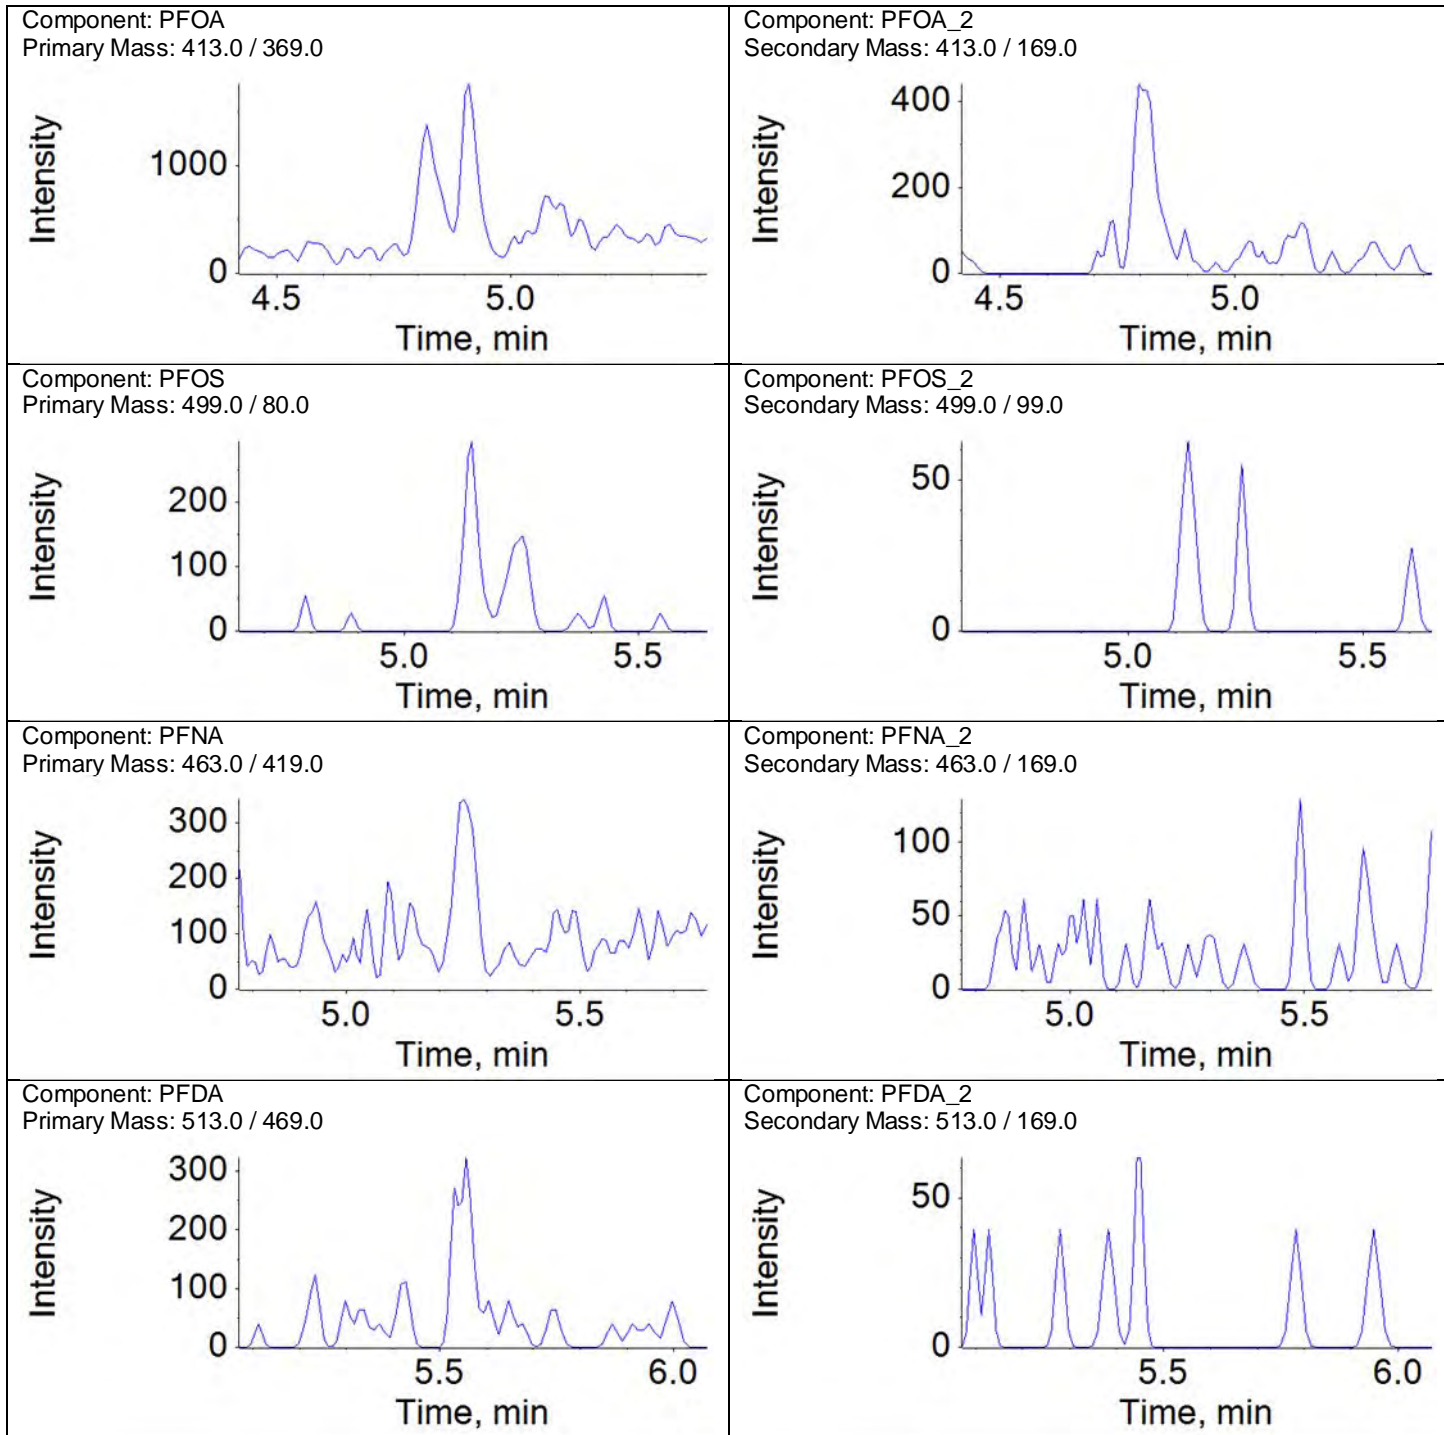 Component: PFOA
Primary Mass: 413.0 / 369.0
Intensity
1000
0
4.5 5.0
Time, min
Component: PFOA_2
Secondary Mass: 413.0 / 169.0
Intensity
400
200
0
4.5 5.0
Time, min
Component: PFOS
Primary Mass: 499.0 / 80.0
Intensity
200
100
0
5.0 5.5
Time, min
Component: PFOS_2
Secondary Mass: 499.0 / 99.0
Intensity
50
0
5.0 5.5
Time, min
Component: PFNA
Primary Mass: 463.0 / 419.0
Intensity
300
200
100
0
5.0 5.5
Time, min
Component: PFNA_2
Secondary Mass: 463.0 / 169.0
Intensity
100
50
0
5.0 5.5
Time, min
Component: PFDA
Primary Mass: 513.0 / 469.0
Intensity
300
200
100
0
5.5 6.0
Time, min
Component: PFDA_2
Secondary Mass: 513.0 / 169.0
Intensity
50
0
5.5 6.0
Time, min